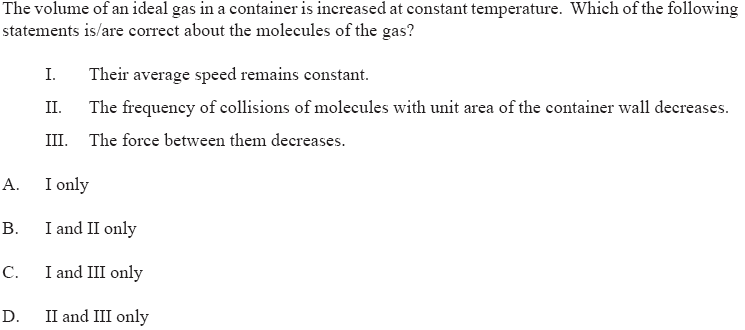 The volume of an ideal gas in a container is increased at constant temperature. Which of the following
statements is/are correct about the molecules of the gas?
I. Their average speed remains constant.
II. The frequency of collisions of molecules with unit area of the container wall decreases.
III. The force between them decreases.
A. I only
B. I and II only
C. I and III only
D. II and III only